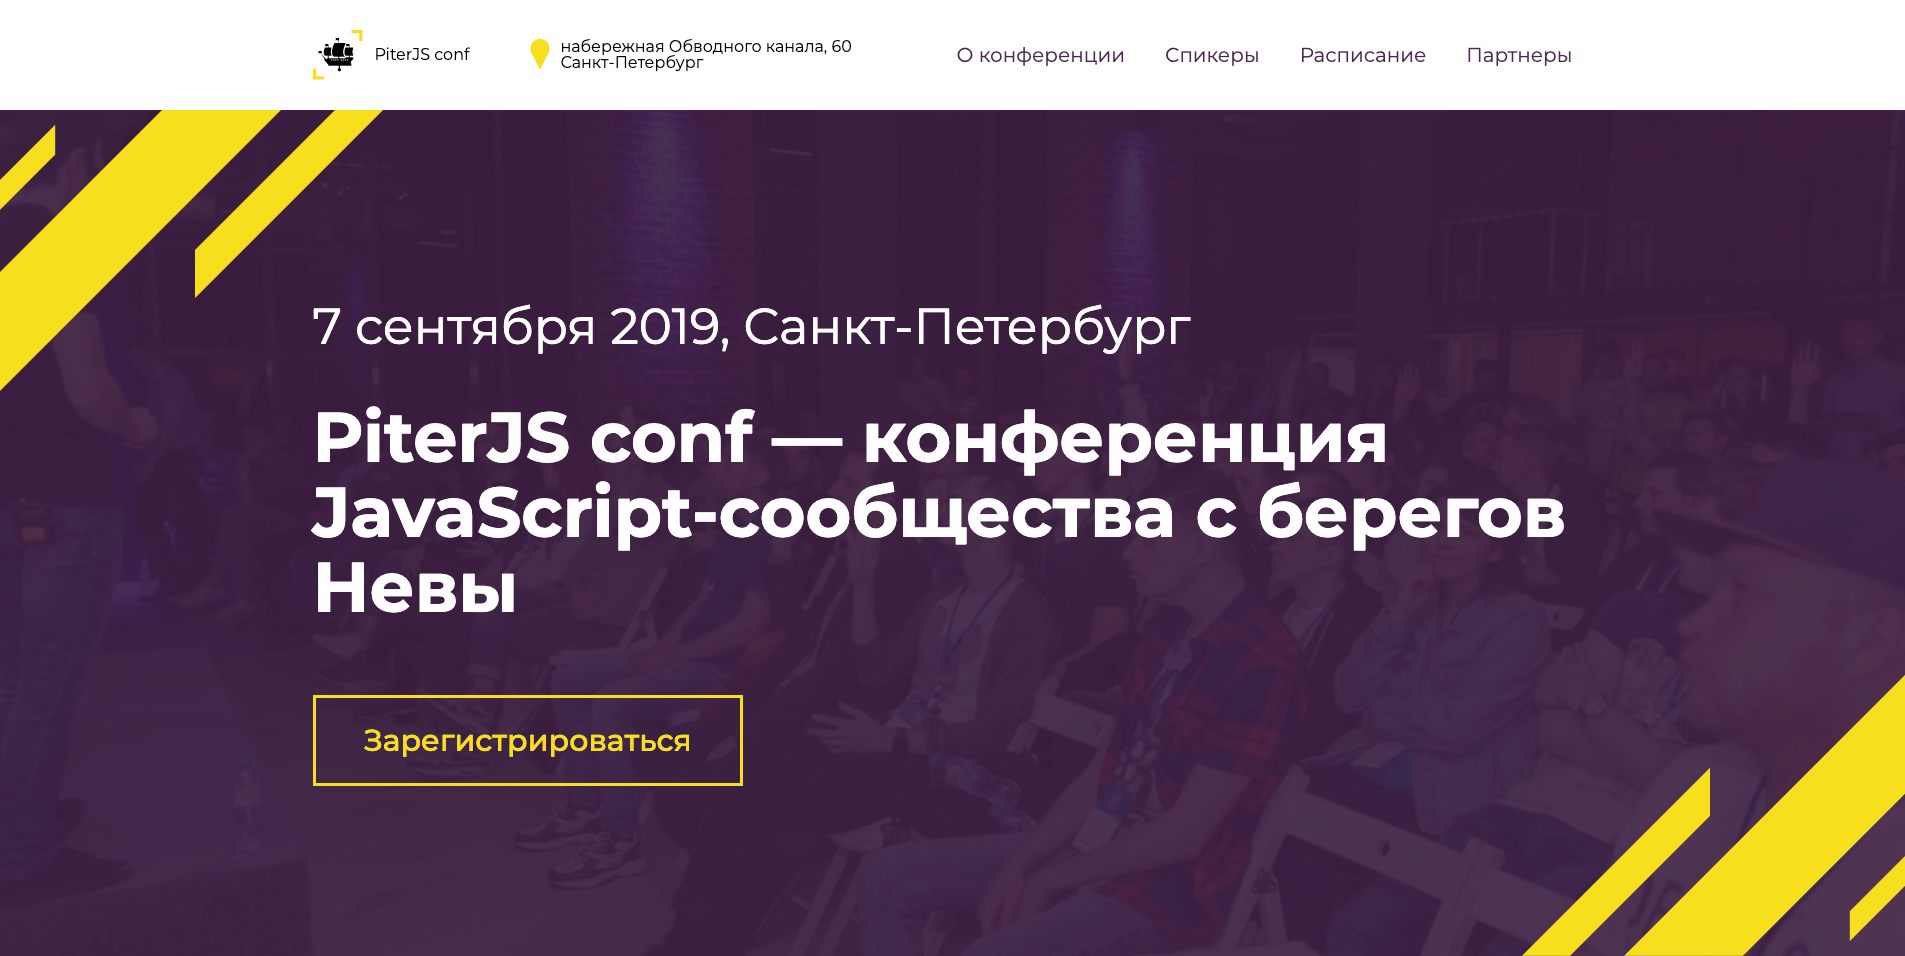 PiterJS conf
набережная Обводного канала, 60
Санкт-Петербург
О конференции Спикеры Расписание Партнеры
7 сентября 2019, Санкт-Петербург
PiterJS conf — конференция
JavaScript-сообщества с берегов
Невы
Зарегистрироваться